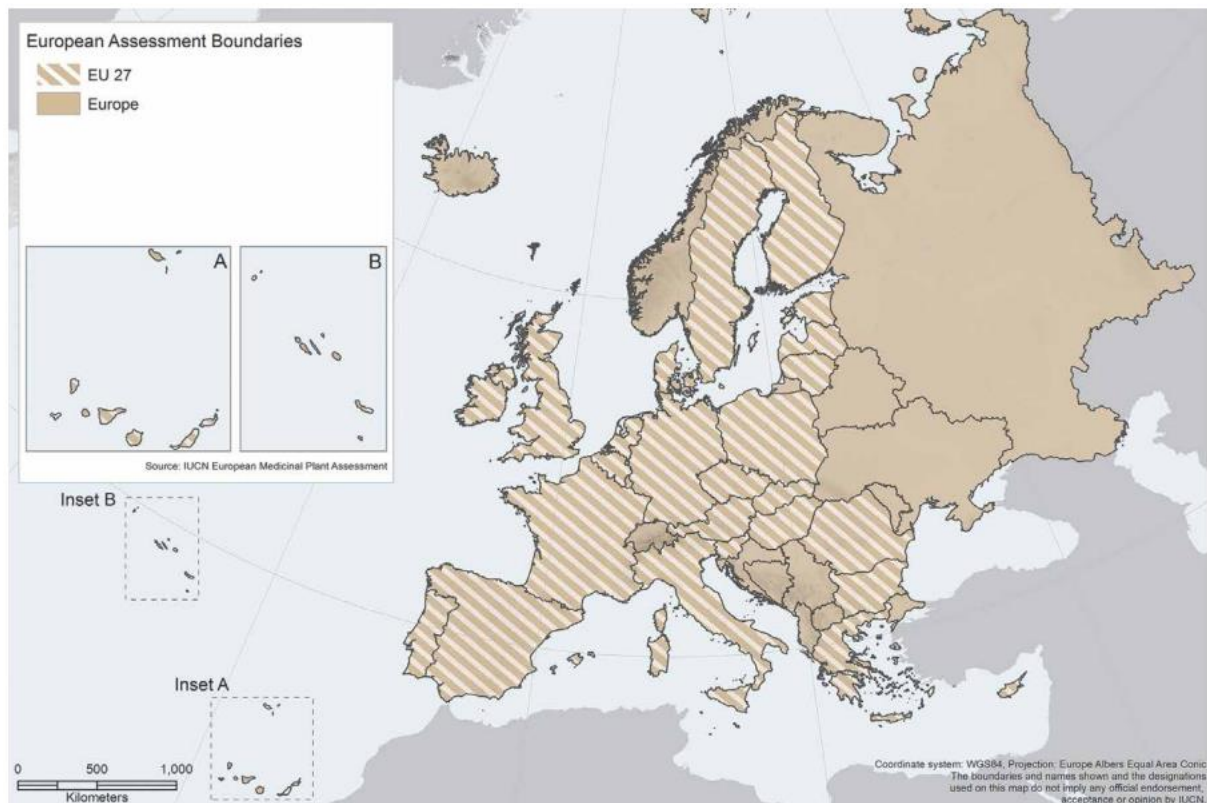 European Assessment Boundaries
EU 27
Europe
A
B
Source: IUCN European Medicinal Plant Assessment
Inset B
Inset A
0 500 1,000
Kilometers
Coordinate system: WGS84, Projection: Europe Albers Equal Area Conic
The boundaries and names shown and the designations
used on this map do not imply any official endorsement,
acceptance or opinion by IUCN.